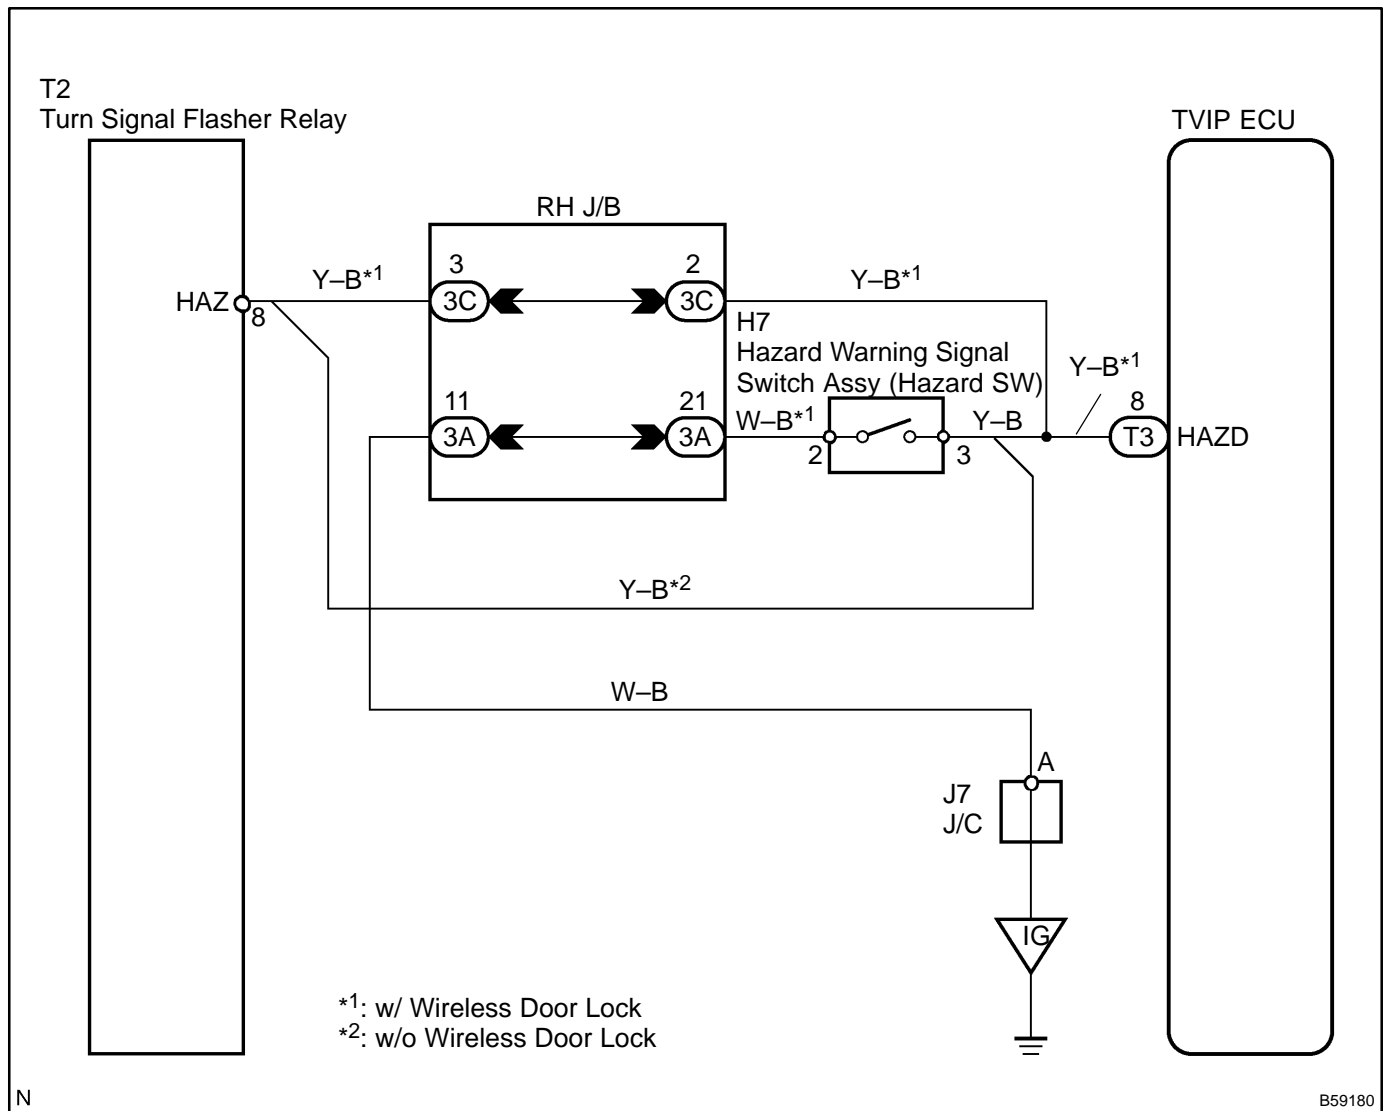 T2
Turn Signal Flasher Relay
TVIP ECU
RH J/B
3
2
Y–B*1
3C
3C
Y–B*1
HAZ
8
H7
Hazard Warning Signal
Switch Assy (Hazard SW)
Y–B*1
11
21
W–B*1
Y–B
8
3A
3A
2
3
T3
HAZD
Y–B*2
W–B
A
J7
J/C
IG
*1: w/ Wireless Door Lock
*2: w/o Wireless Door Lock
N
B59180